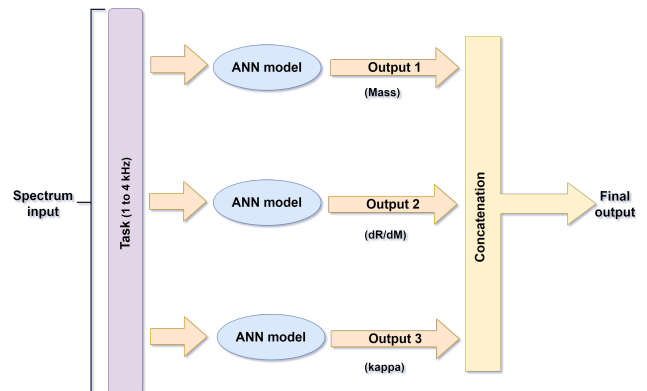 Spectrum
input
Task (1 to 4 kHz)
ANN model
Output 1
(Mass)
ANN model
Output 2
(dR/dM)
ANN model
Output 3
(kappa)
Concatenation
Final
output